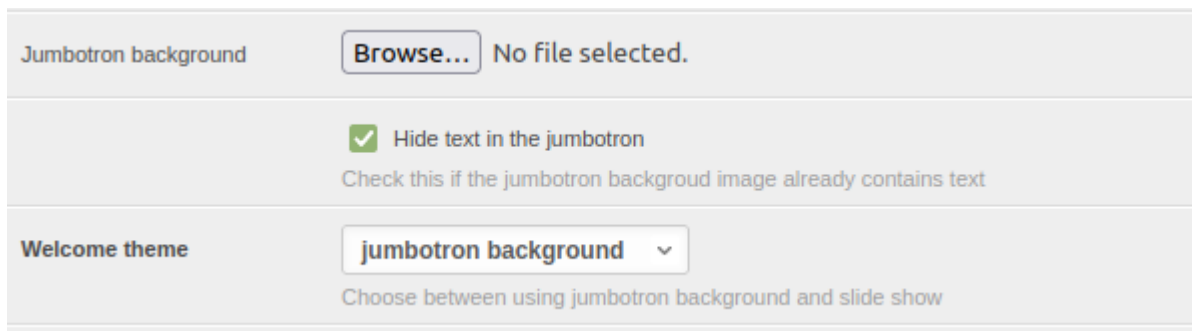 Jumbotron background Browse... No file selected.
Hide text in the jumbotron
Check this if the jumbotron backgroud image already contains text
Welcome theme jumbotron background
Choose between using jumbotron background and slide show